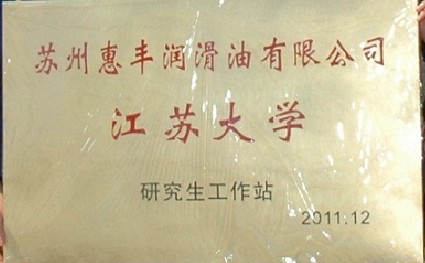 苏州惠丰润滑油有限公司
江苏大学
研究生工作站
2011.12